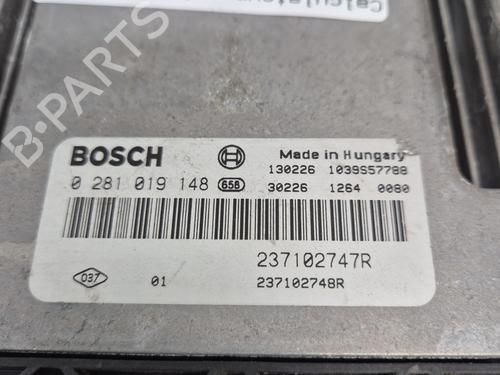 Calculateu
B-PARTS
BOSCH
Made in Hungary
0 281 019 148 658
130226 1039S57788
30226 1264 0080
237102747R
037 01 237102748R